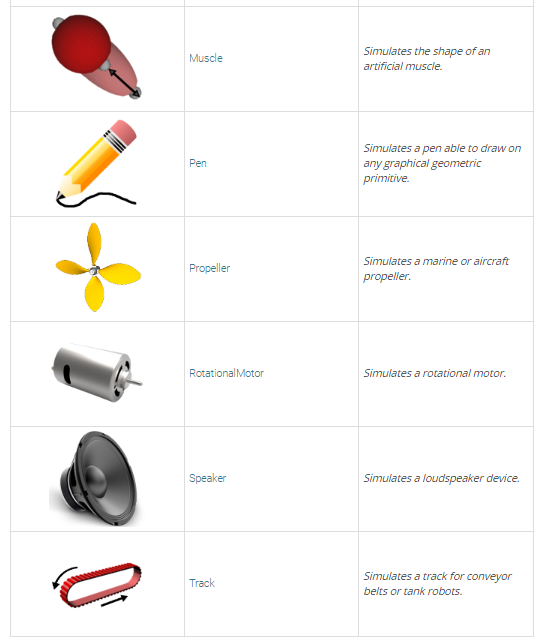 Muscle
Simulates the shape of an
artificial muscle.
Pen
Simulates a pen able to draw on
any graphical geometric
primitive.
Propeller
Simulates a marine or aircraft
propeller.
RotationalMotor
Simulates a rotational motor.
Speaker
Simulates a loudspeaker device.
Track
Simulates a track for conveyor
belts or tank robots.